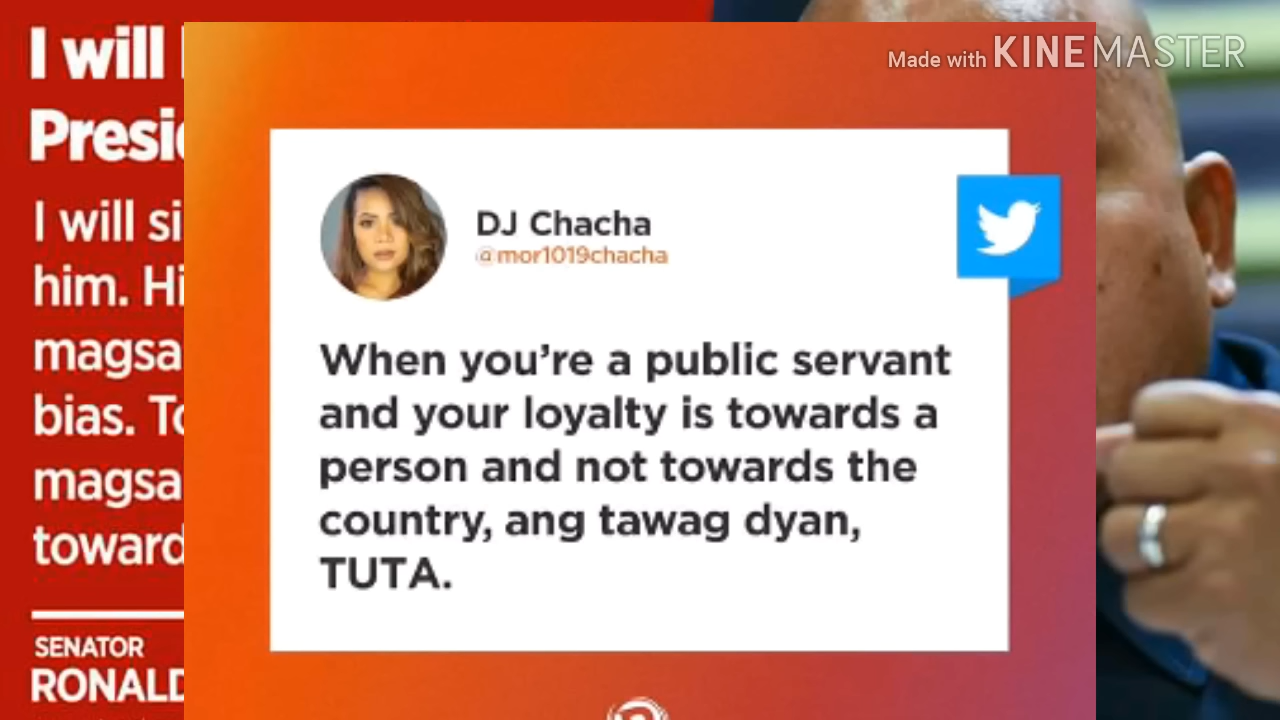 I will
Presi
I will si
him. Hi
magsa
bias. To
magsa
toward
SENATOR
RONALD
Made with KINEMASTER
DJ Chacha
@mor1019chacha
When you're a public servant
and your loyalty is towards a
person and not towards the
country, ang tawag dyan,
TUTA.